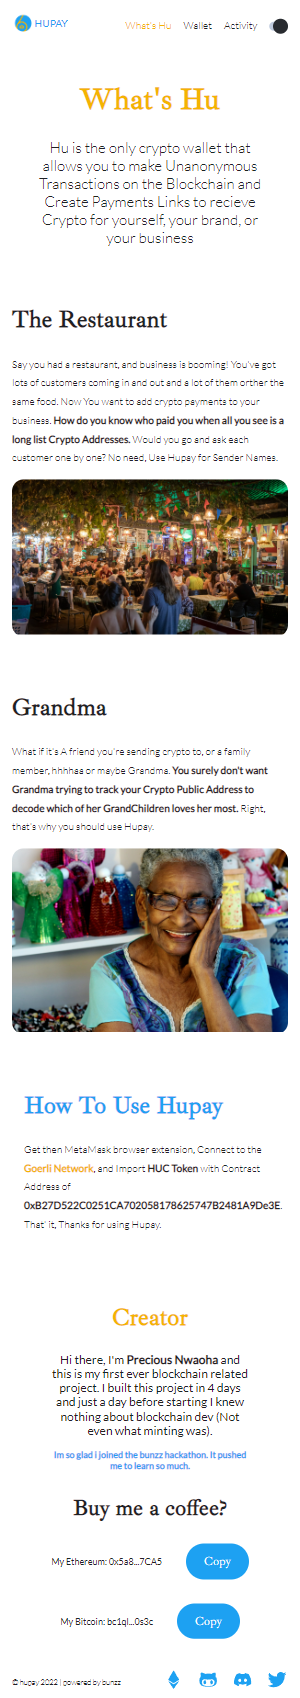 HUPAY What's Hu Wallet Activity
What's Hu
Hu is the only crypto wallet that
allows you to make Unanonymous
Transactions on the Blockchain and
Create Payments Links to recieve
Crypto for yourself, your brand, or
your business
The Restaurant
Say you had a restaurant, and business is booming! You've got
lots of customers coming in and out and a lot of them orther the
same food. Now You want to add crypto payments to your
business. How do you know who paid you when all you see is a
long list Crypto Addresses. Would you go and ask each
customer one by one? No need, Use Hupay for Sender Names.
Grandma
What if it's A friend you're sending crypto to, or a family
member, hhhhaa or maybe Grandma. You surely don't want
Grandma trying to track your Crypto Public Address to
decode which of her GrandChildren loves her most. Right,
that's why you should use Hupay.
How To Use Hupay
Get then MetaMask browser extension, Connect to the
Goerli Network, and Import HUC Token with Contract
Address of
0xB27D522C0251CA702058178625747B2481A9De3E.
That' it, Thanks for using Hupay.
Creator
Hi there, I'm Precious Nwaoha and
this is my first ever blockchain related
project. I built this project in 4 days
and just a day before starting I knew
nothing about blockchain dev (Not
even what minting was).
Im so glad i joined the bunzz hackathon. It pushed
me to learn so much.
Buy me a coffee?
My Ethereum: 0x5a8...7CA5 Copy
My Bitcoin: bc1ql...0s3c Copy
© hupay 2022 | powered by bunzz